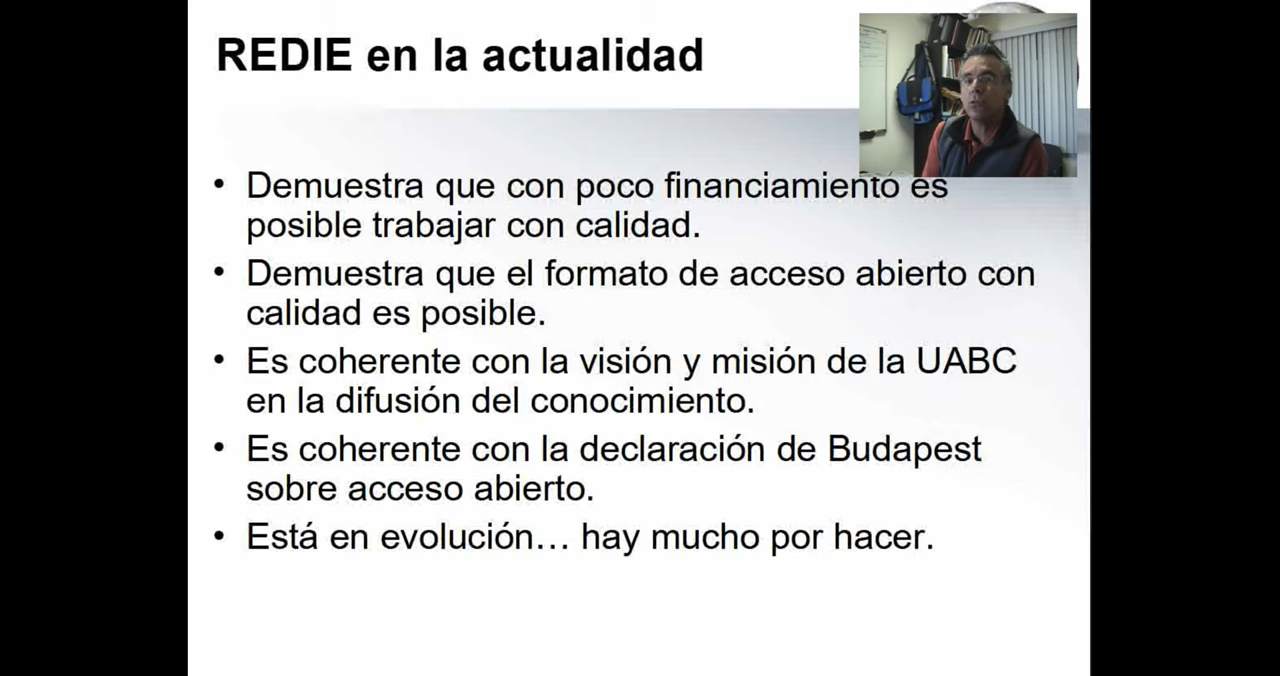 REDIE en la actualidad
• Demuestra que con poco financiamiento es
posible trabajar con calidad.
• Demuestra que el formato de acceso abierto con
calidad es posible.
• Es coherente con la visión y misión de la UABC
en la difusión del conocimiento.
• Es coherente con la declaración de Budapest
sobre acceso abierto.
• Está en evolución… hay mucho por hacer.